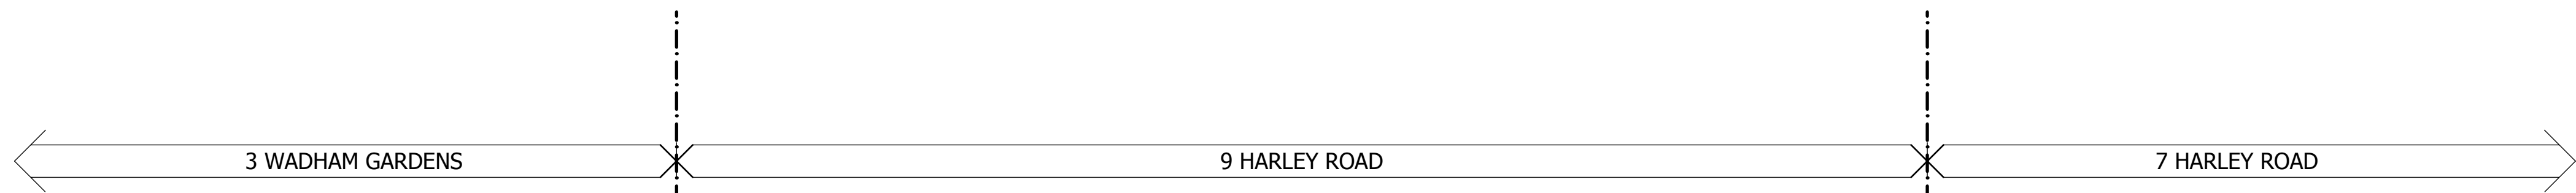 3 WADHAM GARDENS
9 HARLEY ROAD
7 HARLEY ROAD